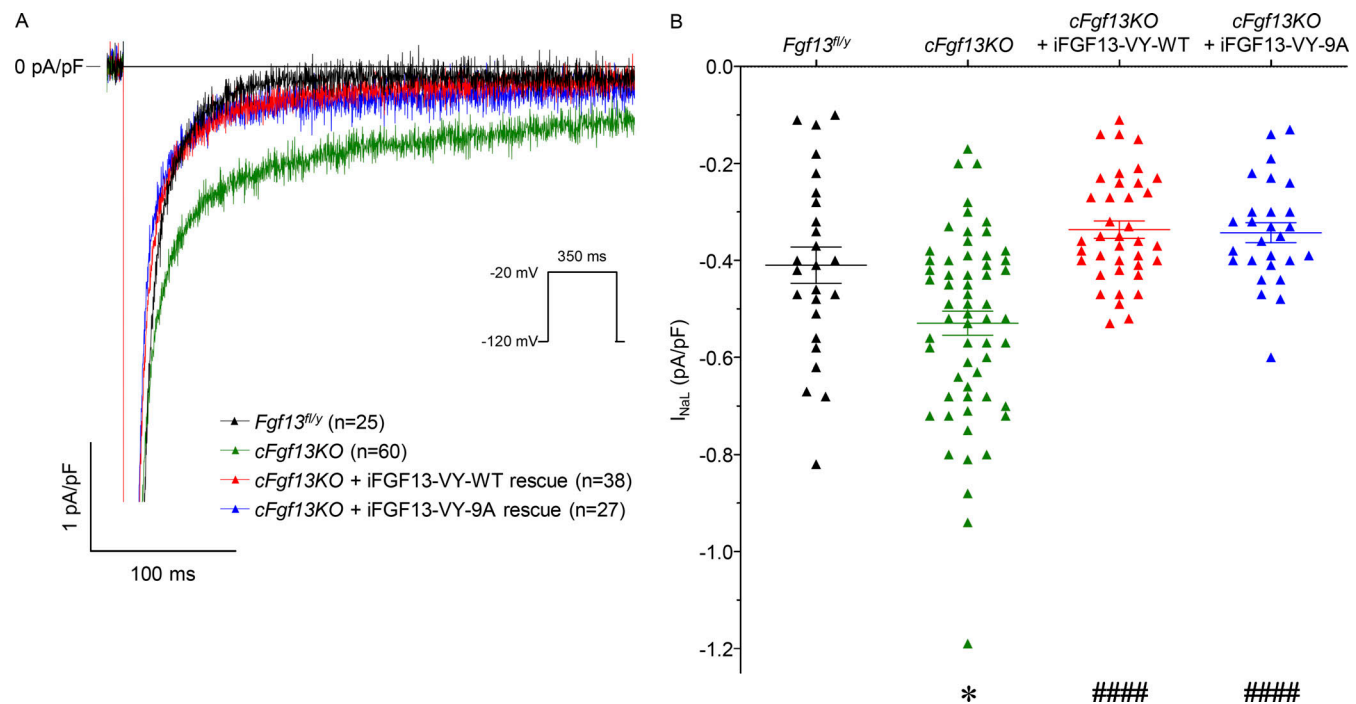 A
0 pA/pF
350 ms
-20 mV
-120 mV
Fgf13fl/y (n=25)
cFgf13KO (n=60)
cFgf13KO + iFGF13-VY-WT rescue (n=38)
cFgf13KO + iFGF13-VY-9A rescue (n=27)
1 pA/pF
100 ms
B
Fgf13fl/y
cFgf13KO
cFgf13KO
+ iFGF13-VY-WT
cFgf13KO
+ iFGF13-VY-9A
0.0
-0.2
-0.4
-0.6
-0.8
-1.0
-1.2
INaL (pA/pF)
*
####
####